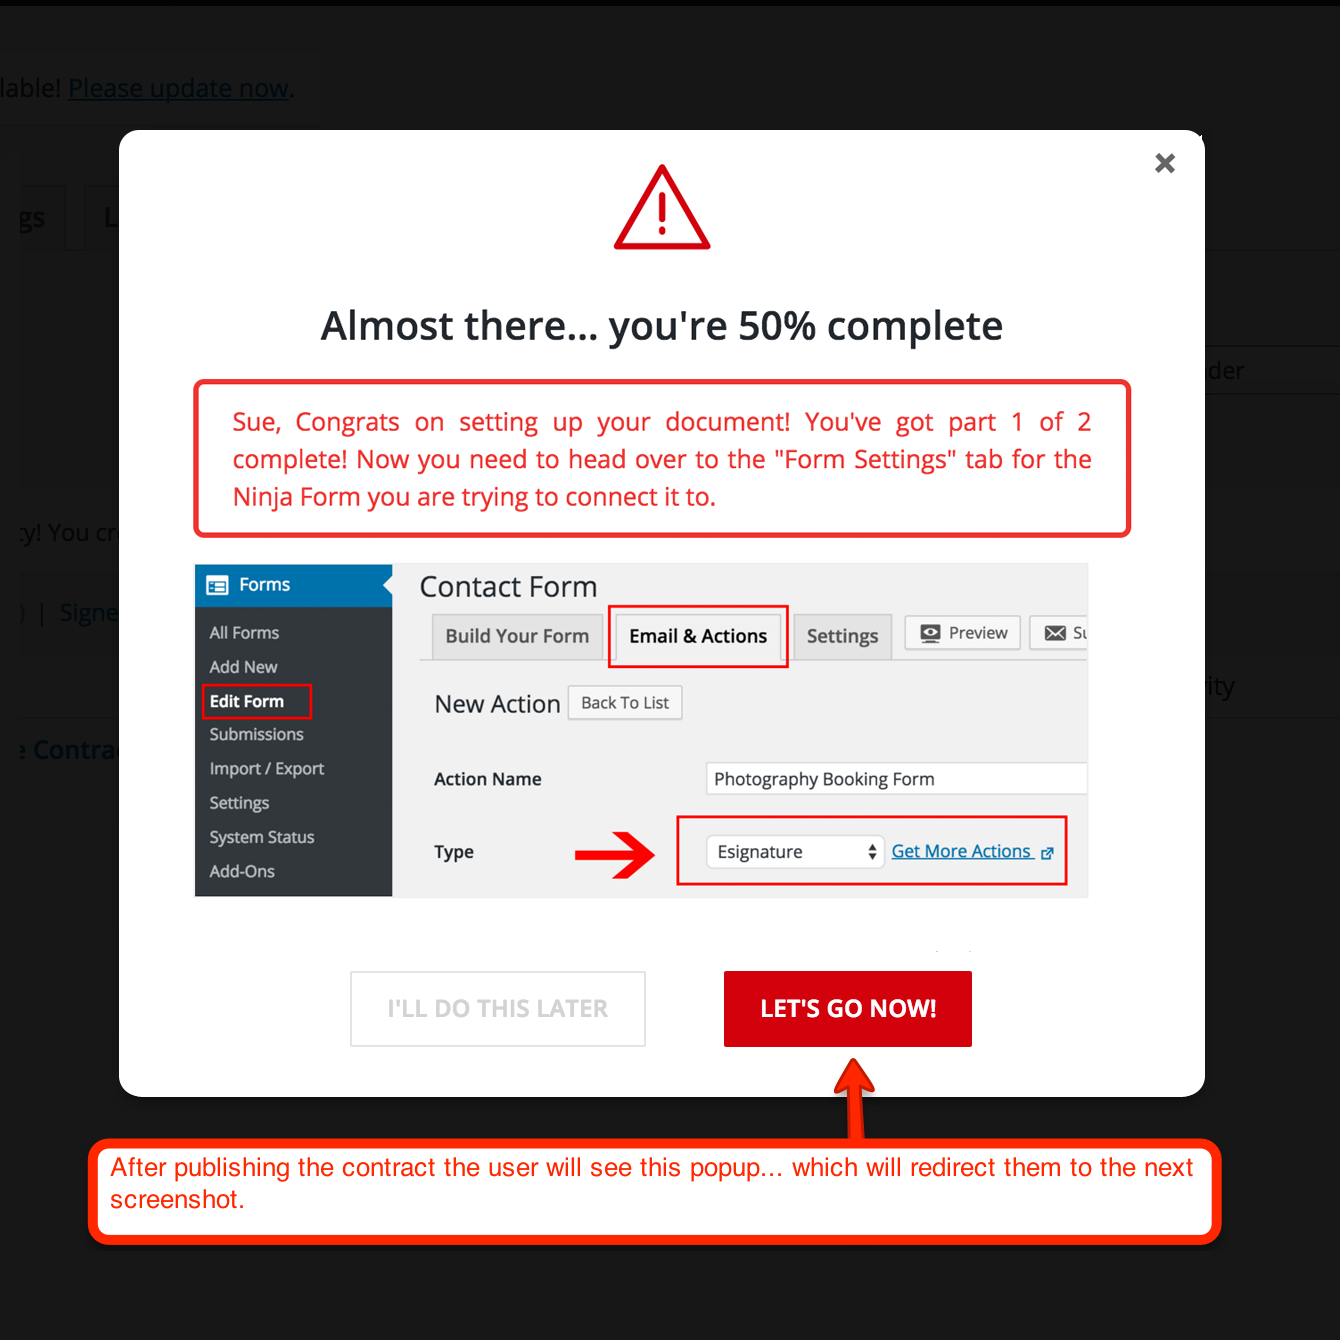 lable! Please update now.
gs
Almost there... you're 50% complete
der
Sue, Congrats on setting up your document! You've got part 1 of 2
complete! Now you need to head over to the "Form Settings" tab for the
Ninja Form you are trying to connect it to.
y! You cre
) | Signe
ity
e Contra
Forms
All Forms
Add New
Edit Form
Submissions
Import / Export
Settings
System Status
Add-Ons
Contact Form
Build Your Form
Email & Actions
Settings
Preview
Su
New Action
Back To List
Action Name
Photography Booking Form
Type
Esignature
Get More Actions
I'LL DO THIS LATER
LET'S GO NOW!
After publishing the contract the user will see this popup... which will redirect them to the next
screenshot.